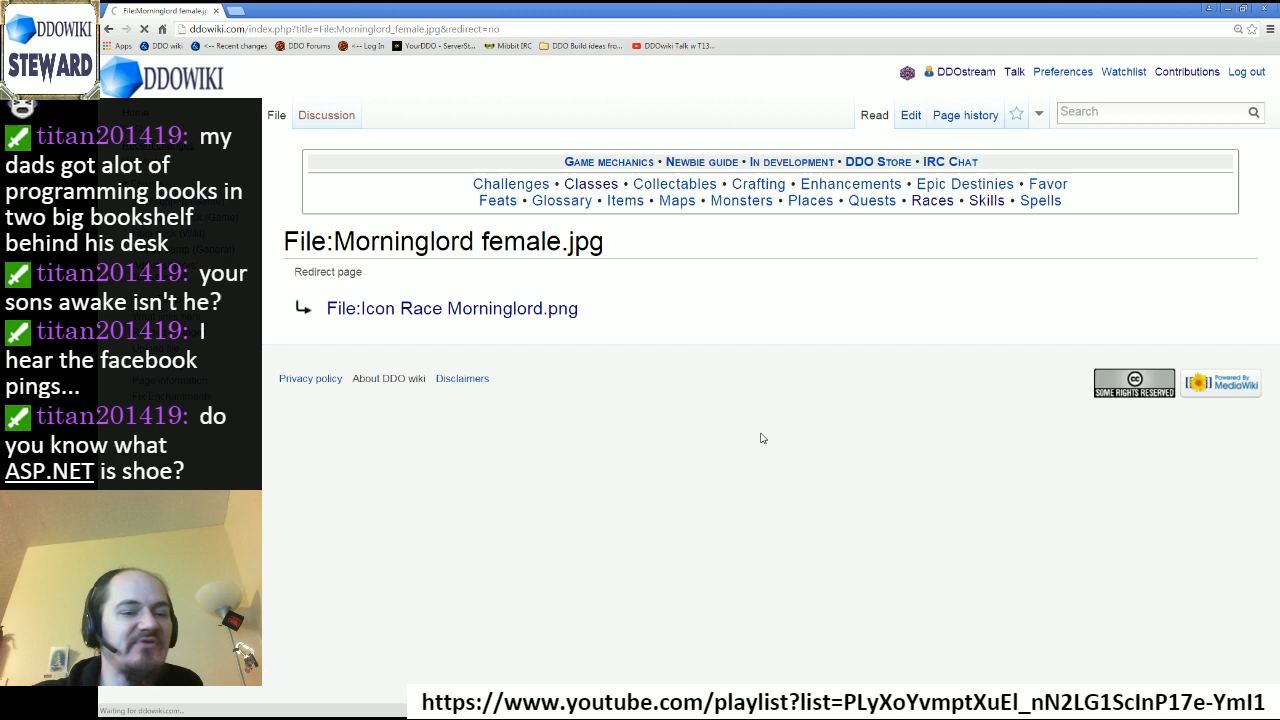 DDOWIKI
STEWARD
File:Morninglord female.jp
ddowiki.com/index.php?title=File:Morninglord_female.jpg&redirect=no
Apps DDO wiki <-- Recent changes DDO Forums <-- Log In YourDDO - ServerSt... Mibbit IRC DDO Build ideas fro... DDOwiki Talk w T13...
DDOWIKI
DDOstream Talk Preferences Watchlist Contributions Log out
File Discussion Read Edit Page history Search
Game mechanics • Newbie guide • In development • DDO Store • IRC Chat
Challenges • Classes • Collectables • Crafting • Enhancements • Epic Destinies • Favor
Feats • Glossary • Items • Maps • Monsters • Places • Quests • Races • Skills • Spells
File:Morninglord female.jpg
Redirect page
File:Icon Race Morninglord.png
Privacy policy About DDO wiki Disclaimers
SOME RIGHTS RESERVED
Powered By
MediaWiki
titan201419: my
dads got alot of
programming books in
two big bookshelf
behind his desk
titan201419: your
sons awake isn't he?
titan201419: I
hear the facebook
pings...
titan201419: do
you know what
ASP.NET is shoe?
Home
Page information
Fix Enchantments
Waiting for ddowiki.com...
https://www.youtube.com/playlist?list=PLyXoYvmptXuEl_nN2LG1ScInP17e-YmI1